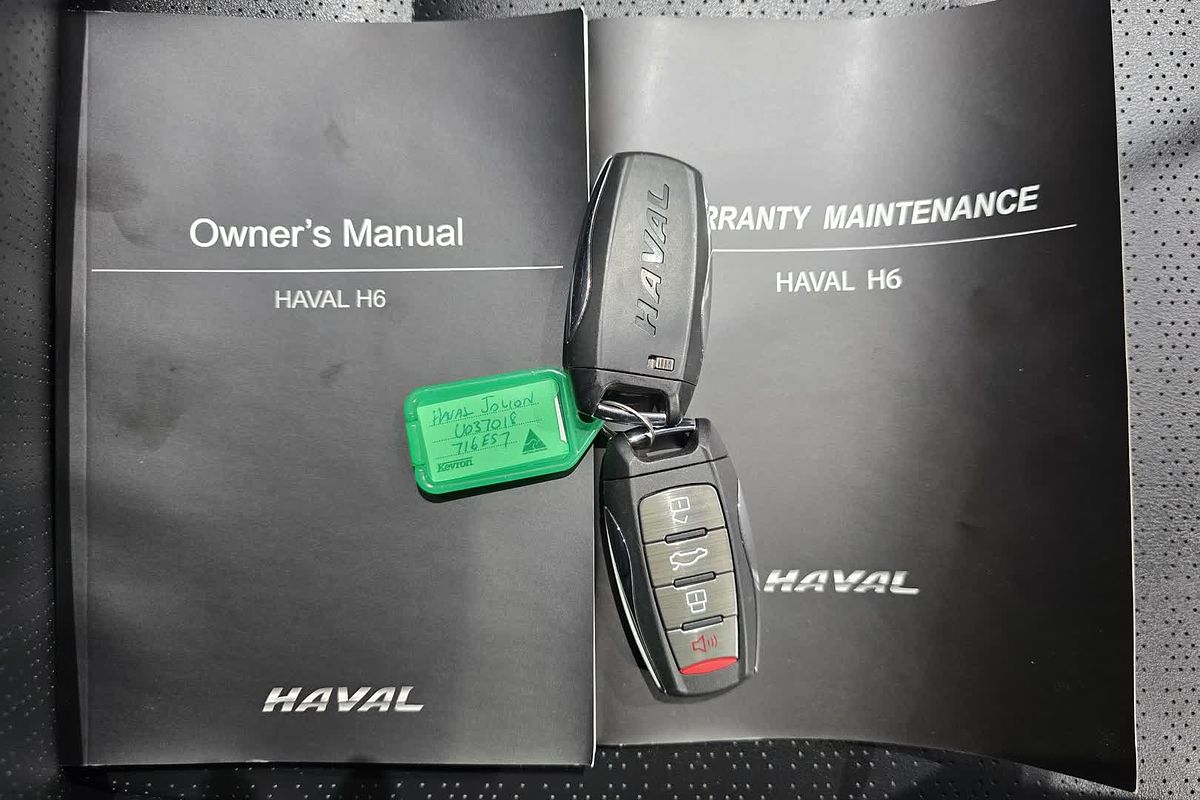 Owner's Manual
HAVAL H6
HAVAL
RRANTY MAINTENANCE
HAVAL H6
HAVAL
HAVAL
HAVAL JOLION
U037018
716ES7
Kevron